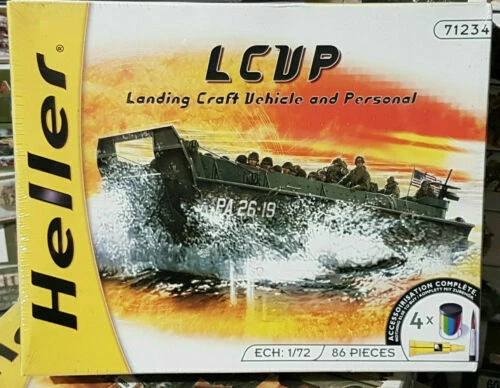 71234
LCVP
Landing Craft Vehicle and Personal
Heller®
PA 26-19
ACCESSOIRISATION COMPLÈTE
4x
ECH: 1/72
86 PIECES